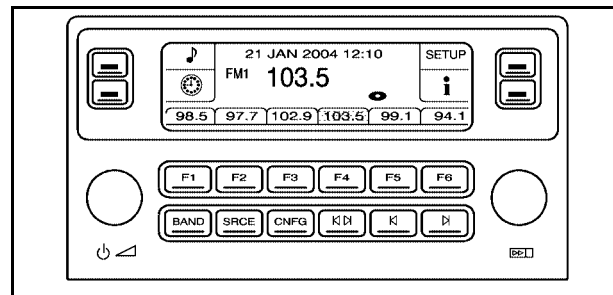 21 JAN 2004 12:10 SETUP
FM1 103.5 i
98.5 97.7 102.9 103.5 99.1 94.1
F1 F2 F3 F4 F5 F6
BAND SRCE CNFG